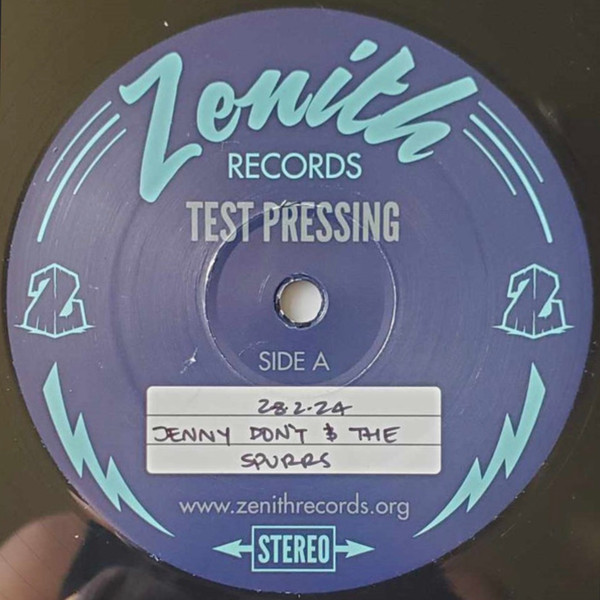 Zenith
RECORDS
TEST PRESSING
Z Z
SIDE A
28.2.24
JENNY DON'T & THE
SPURRS
www.zenithrecords.org
STEREO